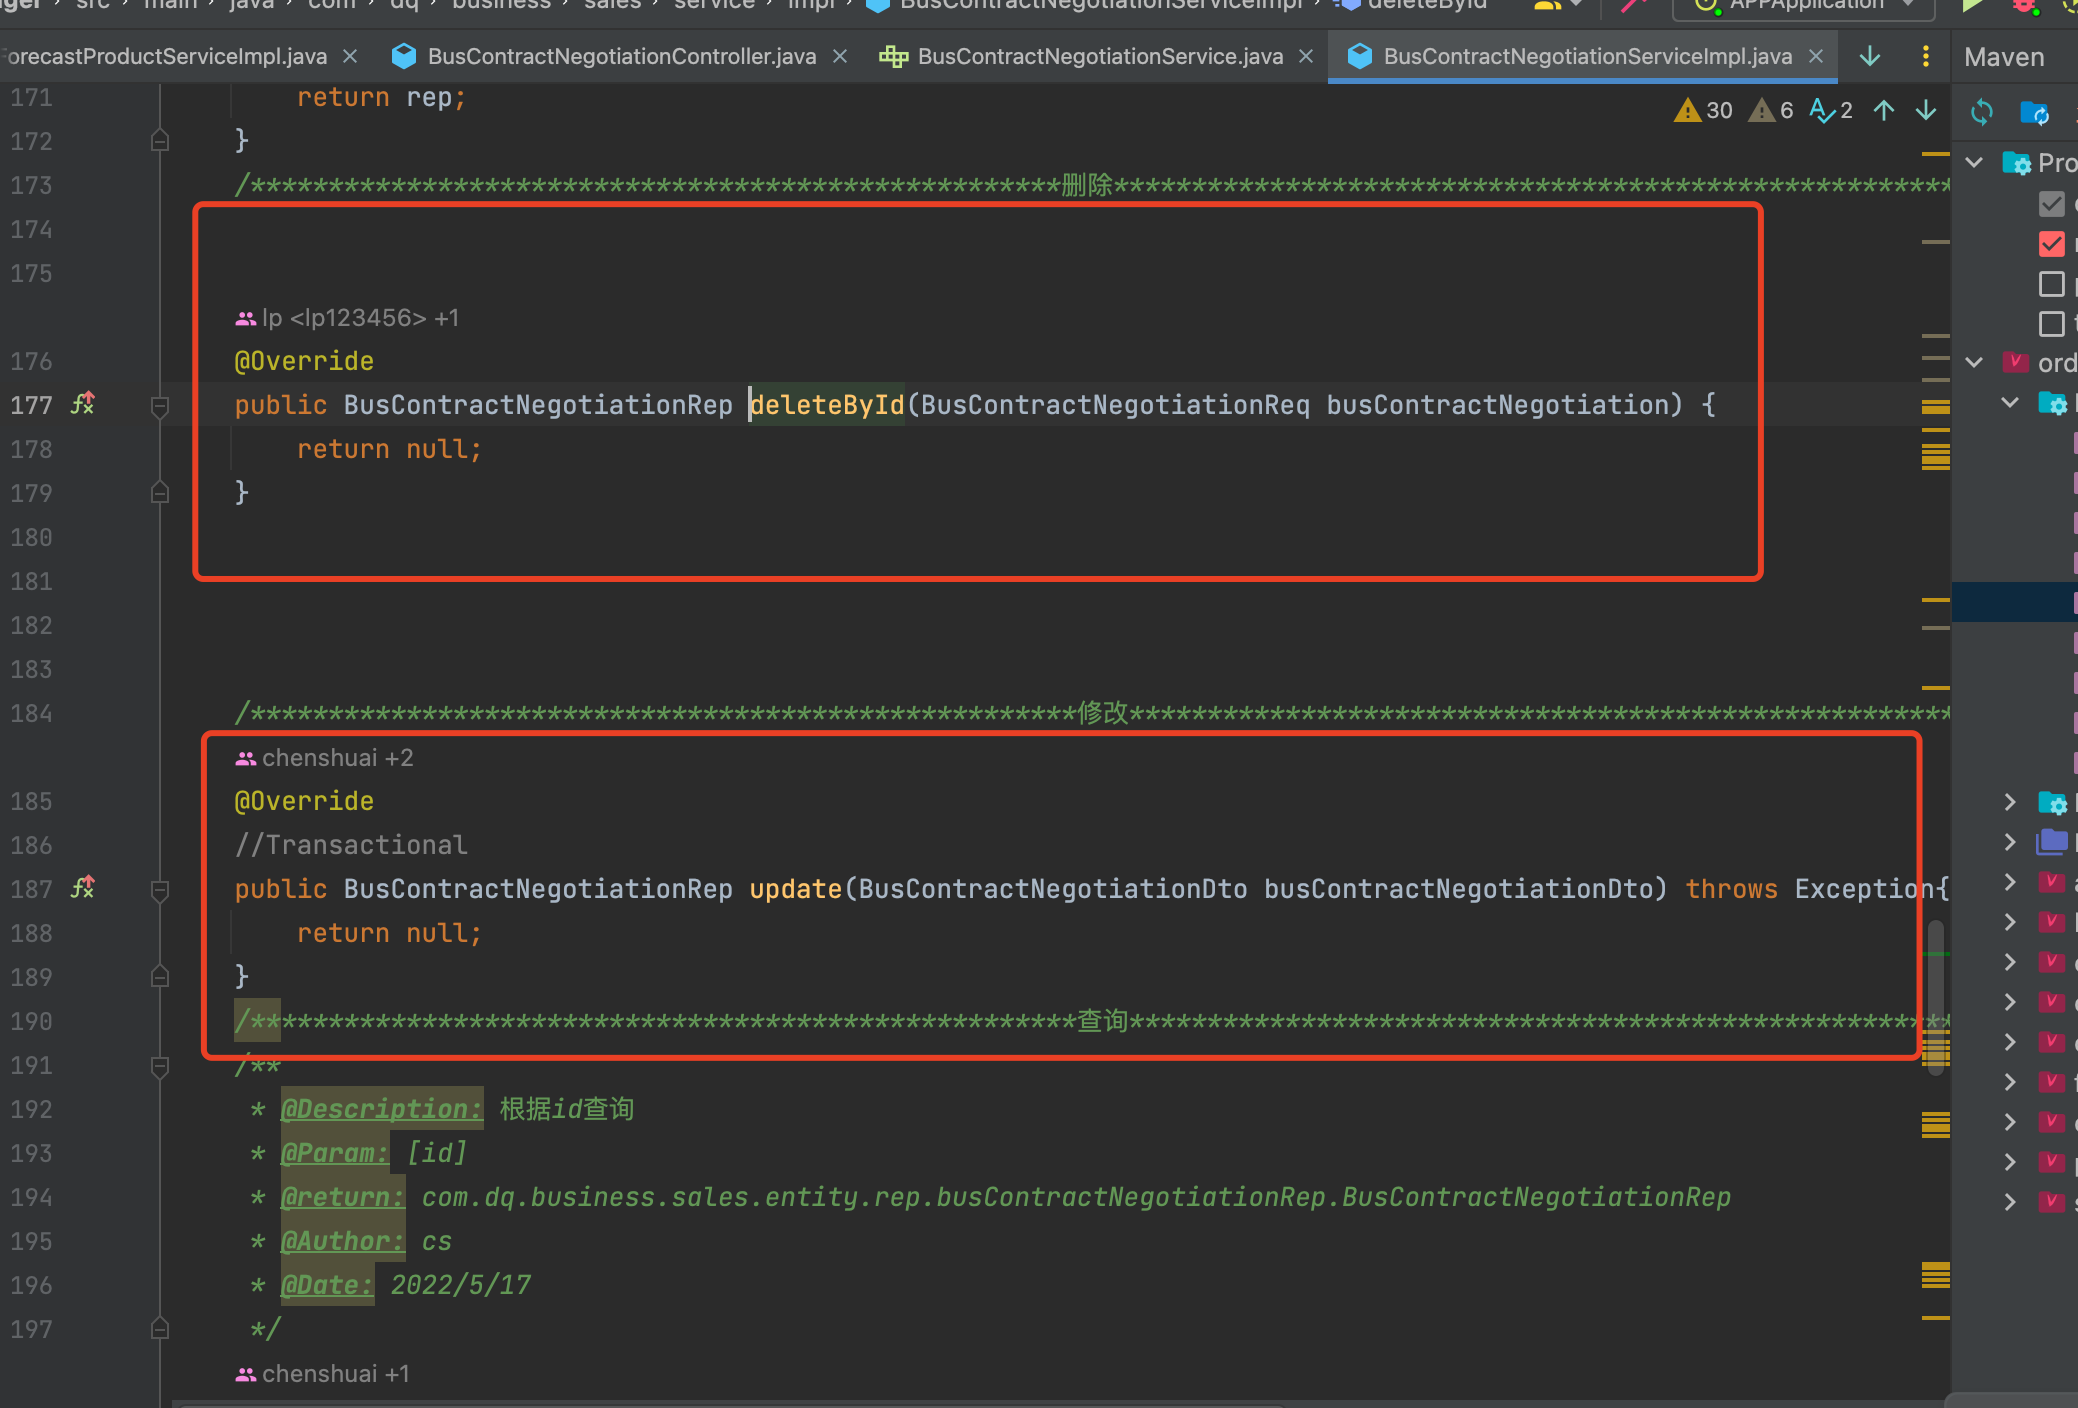 src › main › java › com › dq › business › sales › service › impl › BusContractNegotiationServiceImpl › deleteById
APPApplication
orecastProductServiceImpl.java
BusContractNegotiationController.java
BusContractNegotiationService.java
BusContractNegotiationServiceImpl.java
Maven
30 6 2
171 return rep;
172 }
173 /****************************************************删除******************************************************
174
175
lp <lp123456> +1
176 @Override
177 public BusContractNegotiationRep deleteById(BusContractNegotiationReq busContractNegotiation) {
178 return null;
179 }
180
181
182
183
184 /*****************************************************修改*****************************************************
chenshuai +2
185 @Override
186 //Transactional
187 public BusContractNegotiationRep update(BusContractNegotiationDto busContractNegotiationDto) throws Exception{
188 return null;
189 }
190 /*****************************************************查询*****************************************************
191 /**
192 * @Description: 根据id查询
193 * @Param: [id]
194 * @return: com.dq.business.sales.entity.rep.busContractNegotiationRep.BusContractNegotiationRep
195 * @Author: cs
196 * @Date: 2022/5/17
197 */
chenshuai +1
Pro
ord